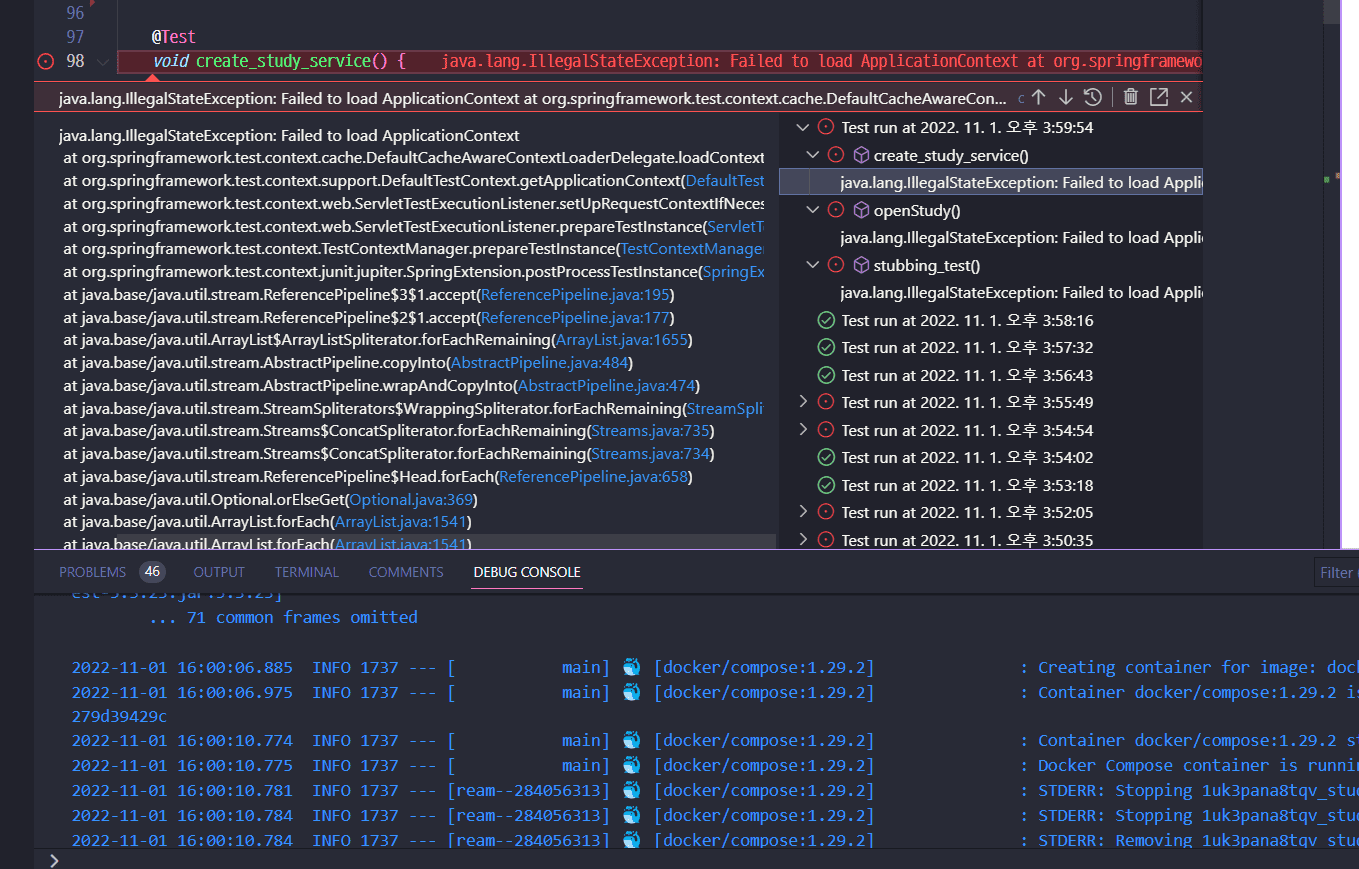 96
97 @Test
98 void create_study_service() { java.lang.IllegalStateException: Failed to load ApplicationContext at org.springframewo
java.lang.IllegalStateException: Failed to load ApplicationContext at org.springframework.test.context.cache.DefaultCacheAwareCon... c
java.lang.IllegalStateException: Failed to load ApplicationContext
at org.springframework.test.context.cache.DefaultCacheAwareContextLoaderDelegate.loadContext
at org.springframework.test.context.support.DefaultTestContext.getApplicationContext(DefaultTest
at org.springframework.test.context.web.ServletTestExecutionListener.setUpRequestContextIfNeces
at org.springframework.test.context.web.ServletTestExecutionListener.prepareTestInstance(ServletT
at org.springframework.test.context.TestContextManager.prepareTestInstance(TestContextManager
at org.springframework.test.context.junit.jupiter.SpringExtension.postProcessTestInstance(SpringEx
at java.base/java.util.stream.ReferencePipeline$3$1.accept(ReferencePipeline.java:195)
at java.base/java.util.stream.ReferencePipeline$2$1.accept(ReferencePipeline.java:177)
at java.base/java.util.ArrayList$ArrayListSpliterator.forEachRemaining(ArrayList.java:1655)
at java.base/java.util.stream.AbstractPipeline.copyInto(AbstractPipeline.java:484)
at java.base/java.util.stream.AbstractPipeline.wrapAndCopyInto(AbstractPipeline.java:474)
at java.base/java.util.stream.StreamSpliterators$WrappingSpliterator.forEachRemaining(StreamSpli
at java.base/java.util.stream.Streams$ConcatSpliterator.forEachRemaining(Streams.java:735)
at java.base/java.util.stream.Streams$ConcatSpliterator.forEachRemaining(Streams.java:734)
at java.base/java.util.stream.ReferencePipeline$Head.forEach(ReferencePipeline.java:658)
at java.base/java.util.Optional.orElseGet(Optional.java:369)
at java.base/java.util.ArrayList.forEach(ArrayList.java:1541)
at java.base/java.util.ArrayList.forEach(ArrayList.java:1541)
Test run at 2022. 11. 1. 오후 3:59:54
create_study_service()
java.lang.IllegalStateException: Failed to load Appli
openStudy()
java.lang.IllegalStateException: Failed to load Appli
stubbing_test()
java.lang.IllegalStateException: Failed to load Appli
Test run at 2022. 11. 1. 오후 3:58:16
Test run at 2022. 11. 1. 오후 3:57:32
Test run at 2022. 11. 1. 오후 3:56:43
Test run at 2022. 11. 1. 오후 3:55:49
Test run at 2022. 11. 1. 오후 3:54:54
Test run at 2022. 11. 1. 오후 3:54:02
Test run at 2022. 11. 1. 오후 3:53:18
Test run at 2022. 11. 1. 오후 3:52:05
Test run at 2022. 11. 1. 오후 3:50:35
PROBLEMS 46 OUTPUT TERMINAL COMMENTS DEBUG CONSOLE Filter
est-5.3.23.jar:5.3.23]
... 71 common frames omitted
2022-11-01 16:00:06.885 INFO 1737 --- [ main] 🐳 [docker/compose:1.29.2] : Creating container for image: doc
2022-11-01 16:00:06.975 INFO 1737 --- [ main] 🐳 [docker/compose:1.29.2] : Container docker/compose:1.29.2 is
279d39429c
2022-11-01 16:00:10.774 INFO 1737 --- [ main] 🐳 [docker/compose:1.29.2] : Container docker/compose:1.29.2 st
2022-11-01 16:00:10.775 INFO 1737 --- [ main] 🐳 [docker/compose:1.29.2] : Docker Compose container is runnin
2022-11-01 16:00:10.781 INFO 1737 --- [ream--284056313] 🐳 [docker/compose:1.29.2] : STDERR: Stopping 1uk3pana8tqv_stud
2022-11-01 16:00:10.784 INFO 1737 --- [ream--284056313] 🐳 [docker/compose:1.29.2] : STDERR: Stopping 1uk3pana8tqv_stud
2022-11-01 16:00:10.784 INFO 1737 --- [ream--284056313] 🐳 [docker/compose:1.29.2] : STDERR: Removing 1uk3pana8tqv_stud